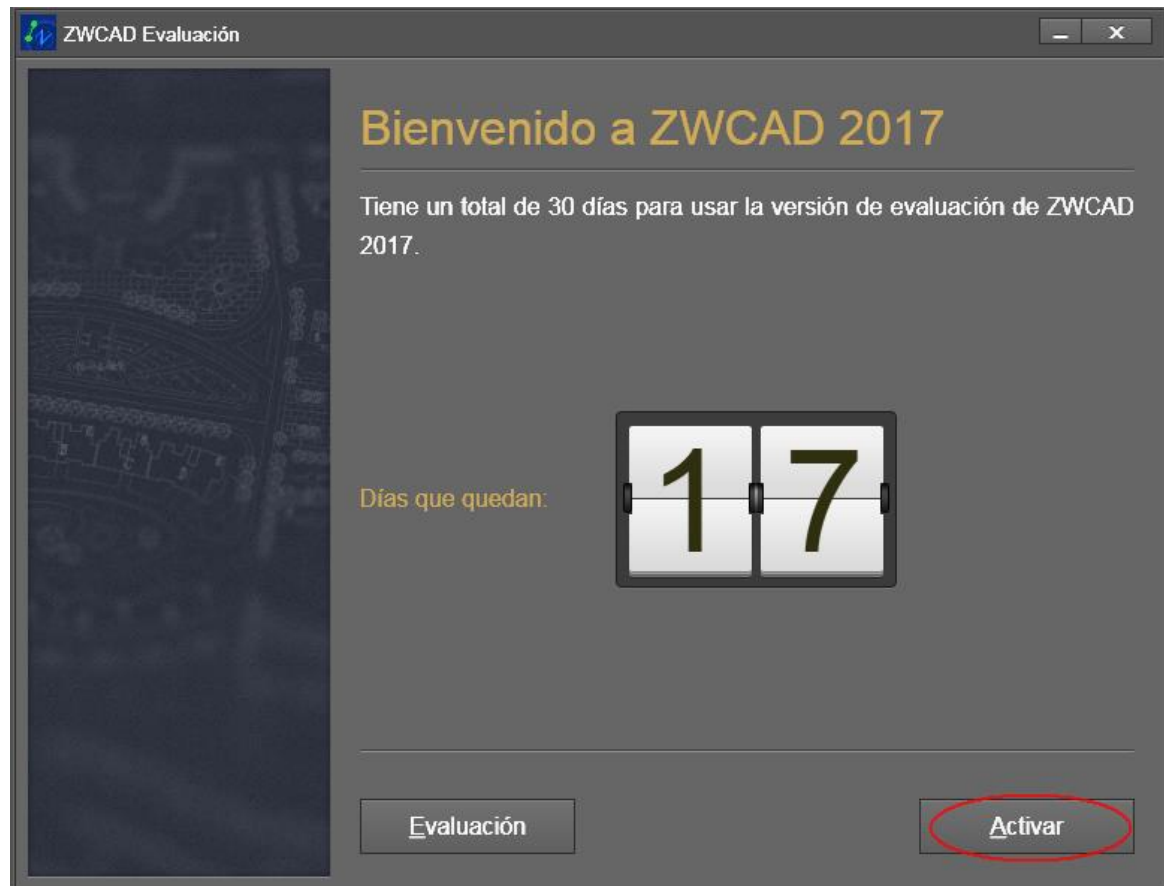 ZWCAD Evaluación
Bienvenido a ZWCAD 2017
Tiene un total de 30 días para usar la versión de evaluación de ZWCAD
2017.
Días que quedan:
17
Evaluación
Activar